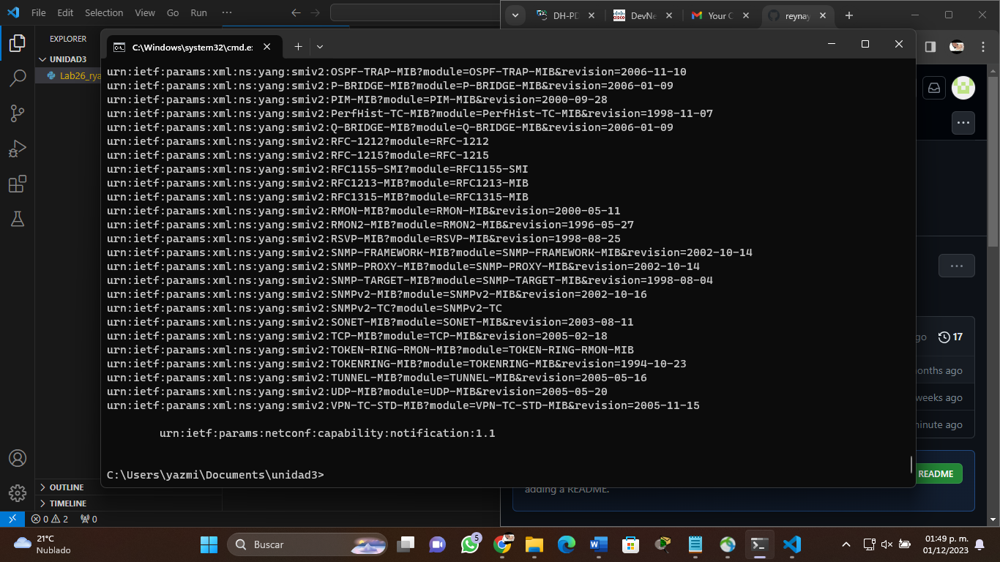 File Edit Selection View Go Run ···
DH-PD
DevNe
Your C
reynay
EXPLORER
UNIDAD3
Lab26_rya
C:\Windows\system32\cmd.e:
urn:ietf:params:xml:ns:yang:smiv2:OSPF-TRAP-MIB?module=OSPF-TRAP-MIB&revision=2006-11-10
urn:ietf:params:xml:ns:yang:smiv2:P-BRIDGE-MIB?module=P-BRIDGE-MIB&revision=2006-01-09
urn:ietf:params:xml:ns:yang:smiv2:PIM-MIB?module=PIM-MIB&revision=2000-09-28
urn:ietf:params:xml:ns:yang:smiv2:PerfHist-TC-MIB?module=PerfHist-TC-MIB&revision=1998-11-07
urn:ietf:params:xml:ns:yang:smiv2:Q-BRIDGE-MIB?module=Q-BRIDGE-MIB&revision=2006-01-09
urn:ietf:params:xml:ns:yang:smiv2:RFC-1212?module=RFC-1212
urn:ietf:params:xml:ns:yang:smiv2:RFC-1215?module=RFC-1215
urn:ietf:params:xml:ns:yang:smiv2:RFC1155-SMI?module=RFC1155-SMI
urn:ietf:params:xml:ns:yang:smiv2:RFC1213-MIB?module=RFC1213-MIB
urn:ietf:params:xml:ns:yang:smiv2:RFC1315-MIB?module=RFC1315-MIB
urn:ietf:params:xml:ns:yang:smiv2:RMON-MIB?module=RMON-MIB&revision=2000-05-11
urn:ietf:params:xml:ns:yang:smiv2:RMON2-MIB?module=RMON2-MIB&revision=1996-05-27
urn:ietf:params:xml:ns:yang:smiv2:RSVP-MIB?module=RSVP-MIB&revision=1998-08-25
urn:ietf:params:xml:ns:yang:smiv2:SNMP-FRAMEWORK-MIB?module=SNMP-FRAMEWORK-MIB&revision=2002-10-14
urn:ietf:params:xml:ns:yang:smiv2:SNMP-PROXY-MIB?module=SNMP-PROXY-MIB&revision=2002-10-14
urn:ietf:params:xml:ns:yang:smiv2:SNMP-TARGET-MIB?module=SNMP-TARGET-MIB&revision=1998-08-04
urn:ietf:params:xml:ns:yang:smiv2:SNMPv2-MIB?module=SNMPv2-MIB&revision=2002-10-16
urn:ietf:params:xml:ns:yang:smiv2:SNMPv2-TC?module=SNMPv2-TC
urn:ietf:params:xml:ns:yang:smiv2:SONET-MIB?module=SONET-MIB&revision=2003-08-11
urn:ietf:params:xml:ns:yang:smiv2:TCP-MIB?module=TCP-MIB&revision=2005-02-18
urn:ietf:params:xml:ns:yang:smiv2:TOKEN-RING-RMON-MIB?module=TOKEN-RING-RMON-MIB
urn:ietf:params:xml:ns:yang:smiv2:TOKENRING-MIB?module=TOKENRING-MIB&revision=1994-10-23
urn:ietf:params:xml:ns:yang:smiv2:TUNNEL-MIB?module=TUNNEL-MIB&revision=2005-05-16
urn:ietf:params:xml:ns:yang:smiv2:UDP-MIB?module=UDP-MIB&revision=2005-05-20
urn:ietf:params:xml:ns:yang:smiv2:VPN-TC-STD-MIB?module=VPN-TC-STD-MIB&revision=2005-11-15
urn:ietf:params:netconf:capability:notification:1.1
C:\Users\yazmi\Documents\unidad3>
go 17
onths ago
weeks ago
minute ago
README
adding a README.
OUTLINE
TIMELINE
0 2 0
21°C
Nublado
Buscar
5
01:49 p. m.
01/12/2023